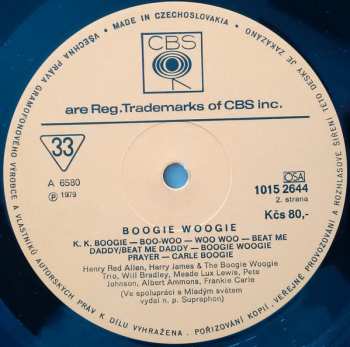 • MADE IN CZECHOSLOVAKIA •
VŠECHNA PRÁVA GRAMOFONOVÉHO VÝROBCE A VLASTNÍKŮ AUTORSKÝCH PRÁV K DÍLU VYHRAŽENA. • POŘIZOVÁNÍ KOPIÍ, VEŘEJNÉ PROVOZOVÁNÍ A ROZHLASOVÉ ŠÍŘENÍ TÉTO DESKY JE ZAKÁZÁNO
CBS
are Reg.Trademarks of CBS inc.
33
A 6580
Ⓟ 1979
OSA
1015 2644
2. strana
Kčs 80,-
BOOGIE WOOGIE
K. K. BOOGIE — BOO-WOO — WOO WOO — BEAT ME
DADDY/BEAT ME DADDY — BOOGIE WOOGIE
PRAYER — CARLE BOOGIE
Henry Red Allen, Harry James & The Boogie Woogie
Trio, Will Bradley, Meade Lux Lewis, Pete
Johnson, Albert Ammons, Frankie Carle
(Ve spolupráci s Mladým světem
vydal n. p. Supraphon)